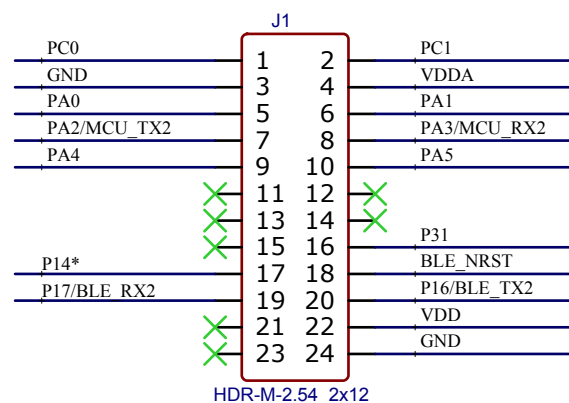 J1
PC0 1 2 PC1
GND 3 4 VDDA
PA0 5 6 PA1
PA2/MCU_TX2 7 8 PA3/MCU_RX2
PA4 9 10 PA5
11 12
13 14
15 16 P31
P14* 17 18 BLE_NRST
P17/BLE_RX2 19 20 P16/BLE_TX2
21 22 VDD
23 24 GND
HDR-M-2.54_2x12